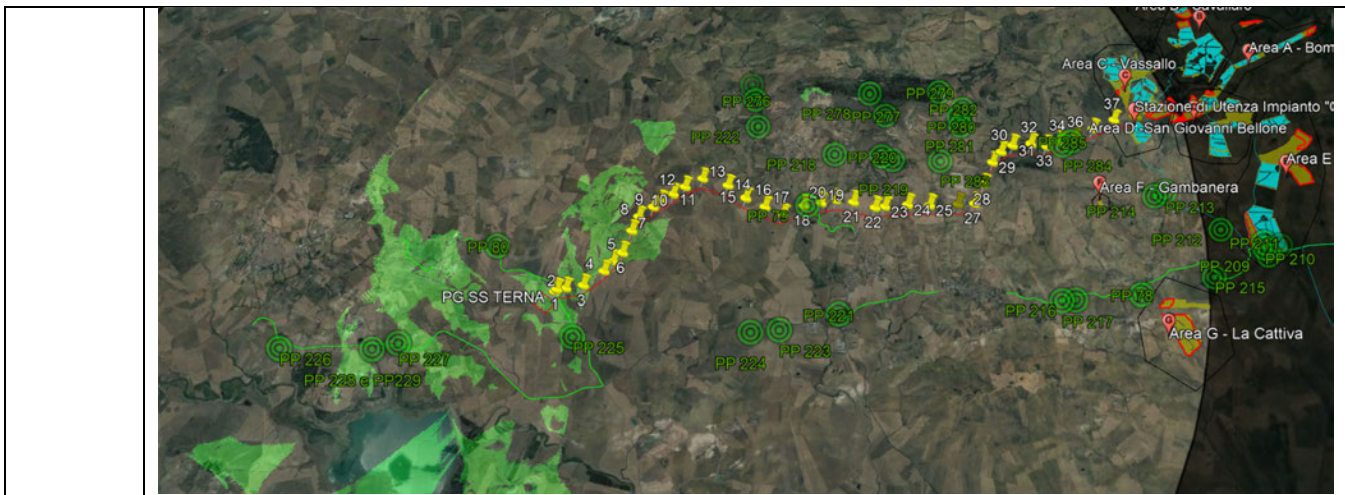 Area B - Cavallaro
Area A - Bom
Area C - Vassallo
Stazione di Utenza Impianto "C
Area D - San Giovanni Bellone
Area E
Area F - Gambanera
Area G - La Cattiva
PG SS TERNA
PP 276
PP 222
PP 278
PP 277
PP 279
PP 282
PP 280
PP 281
PP 218
PP 220
PP 219
PP 285
PP 284
PP 214
PP 213
PP 212
PP 211
PP 210
PP 209
PP 215
PP 78
PP 216
PP 217
PP 221
PP 223
PP 224
PP 225
PP 80
PP 226
PP 227
PP 228 e PP229
1
2
3
4
5
6
7
8
9
10
11
12
13
14
15
16
17
18
19
20
21
22
23
24
25
27
28
29
30
31
32
33
34
36
37